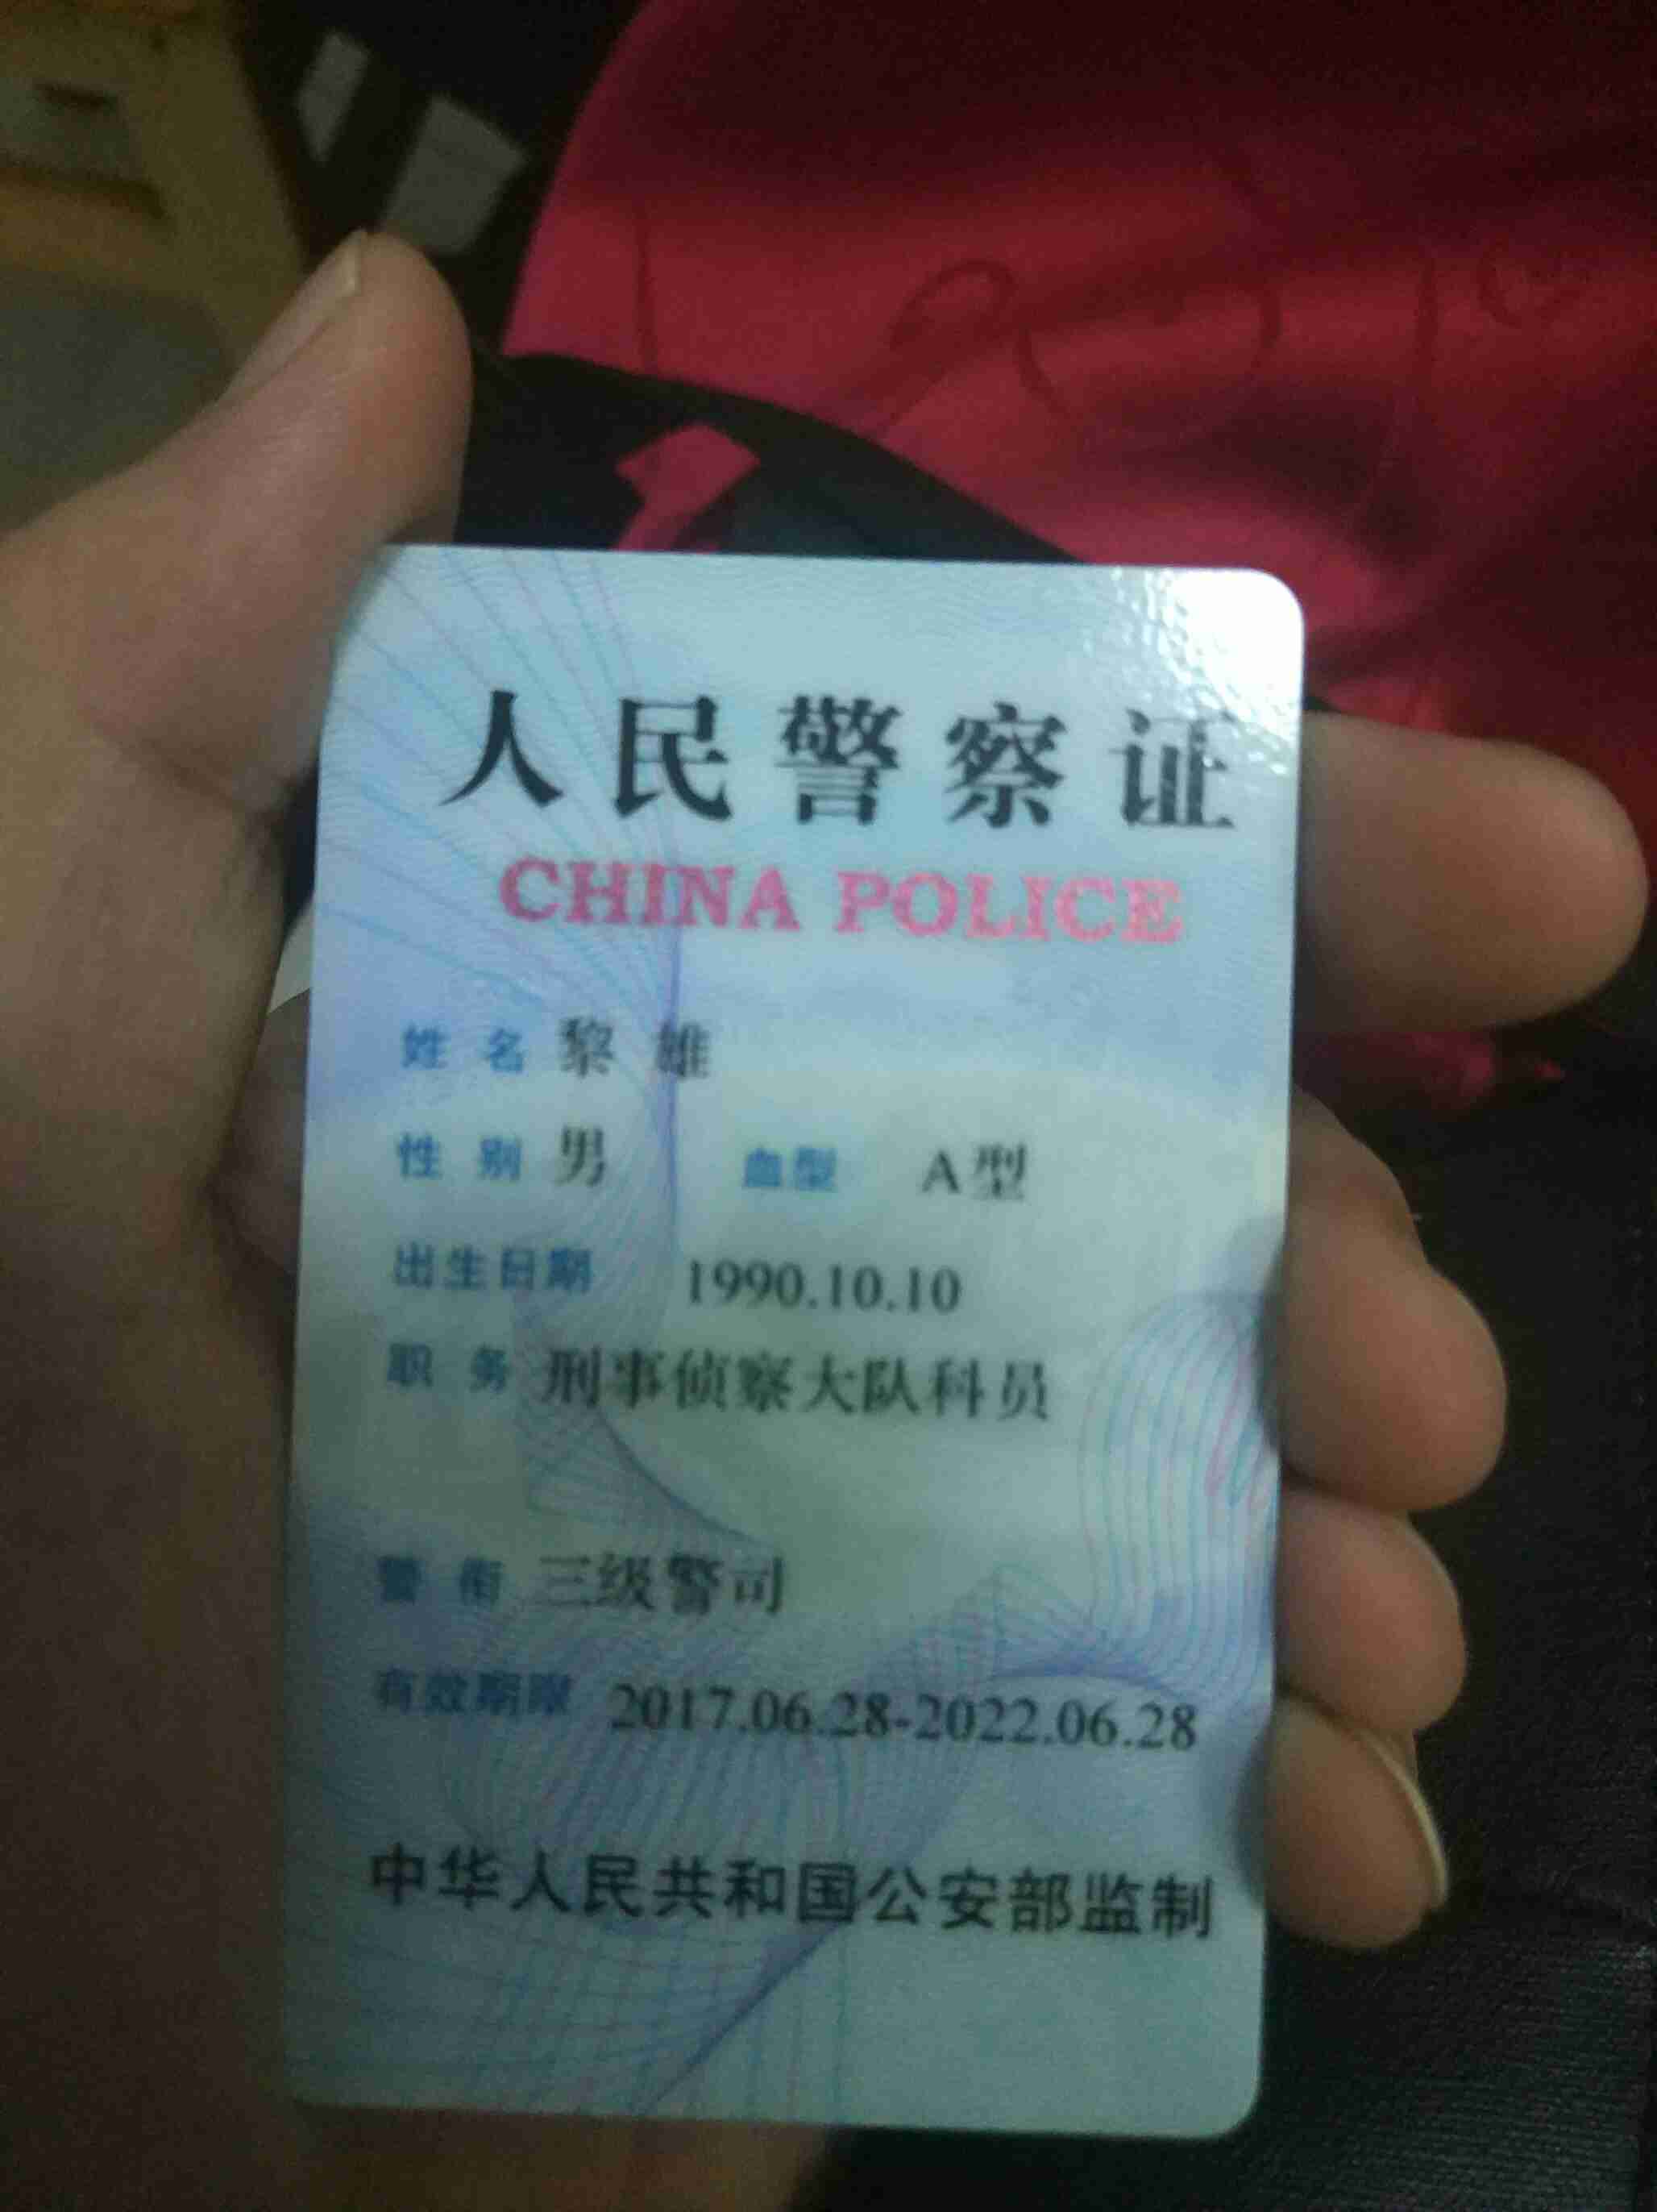 人民警察证
CHINA POLICE
姓名 黎雄
性别 男 血型 A型
出生日期 1990.10.10
职务 刑事侦察大队科员
警衔 三级警司
有效期限 2017.06.28-2022.06.28
中华人民共和国公安部监制